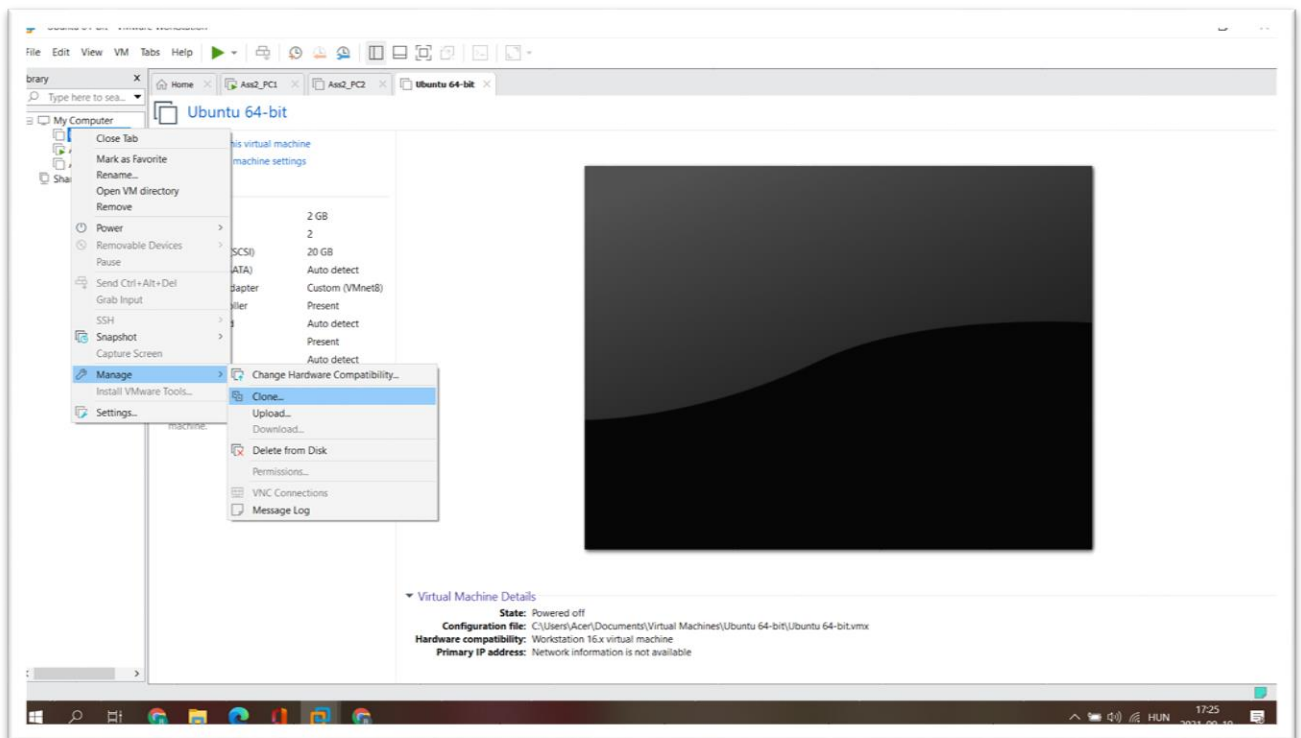 File Edit View VM Tabs Help
brary X
Type here to sea...
Home Ass2_PC1 Ass2_PC2 Ubuntu 64-bit
Ubuntu 64-bit
My Computer
Shar
his virtual machine
machine settings
2 GB
2
(SCSI) 20 GB
ATA) Auto detect
dapter Custom (VMnet8)
oller Present
Auto detect
Present
Auto detect
machine.
Close Tab
Mark as Favorite
Rename...
Open VM directory
Remove
Power
Removable Devices
Pause
Send Ctrl+Alt+Del
Grab Input
SSH
Snapshot
Capture Screen
Manage
Install VMware Tools...
Settings...
Change Hardware Compatibility...
Clone...
Upload...
Download...
Delete from Disk
Permissions...
VNC Connections
Message Log
Virtual Machine Details
State: Powered off
Configuration file: C:\Users\Acer\Documents\Virtual Machines\Ubuntu 64-bit\Ubuntu 64-bit.vmx
Hardware compatibility: Workstation 16.x virtual machine
Primary IP address: Network information is not available
HUN
17:25